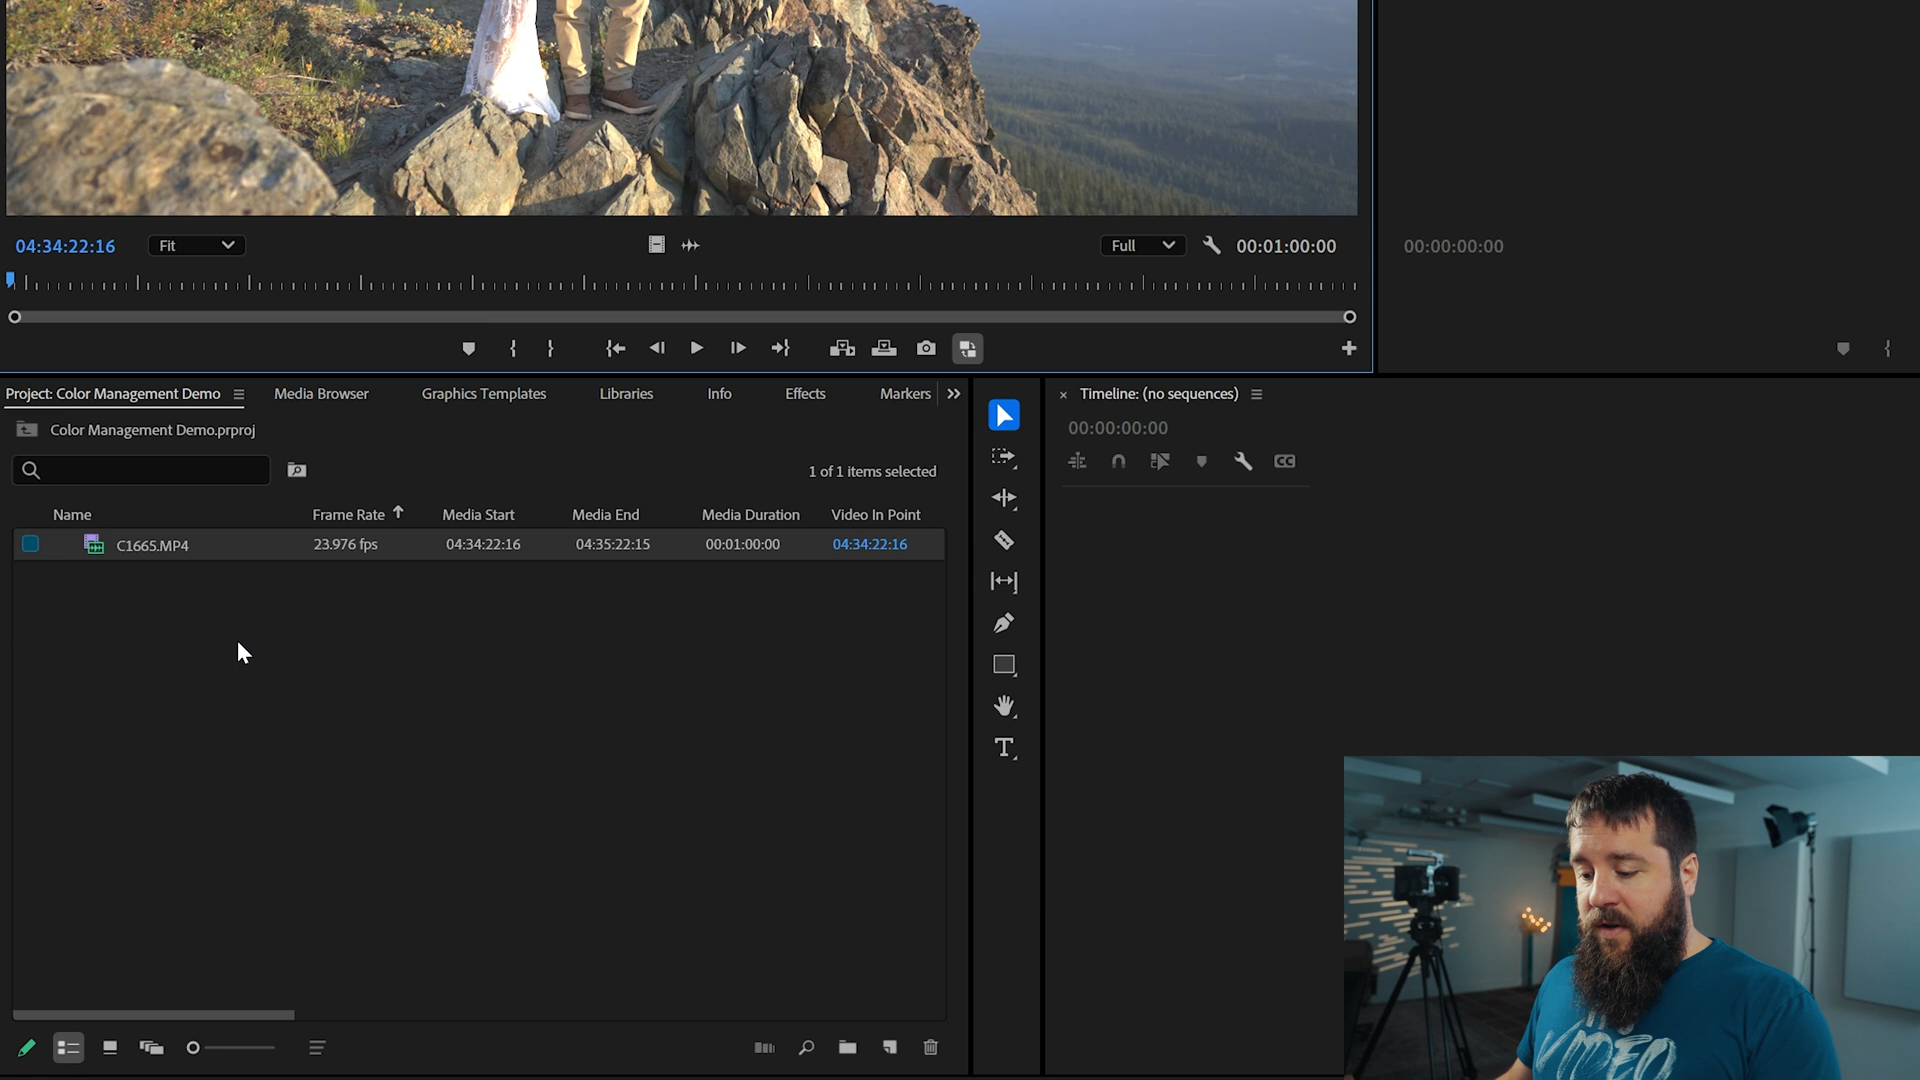 04:34:22:16 Fit Full 00:01:00:00 00:00:00:00
Project: Color Management Demo Media Browser Graphics Templates Libraries Info Effects Markers
× Timeline: (no sequences)
Color Management Demo.prproj
00:00:00:00
1 of 1 items selected
CC
Name Frame Rate Media Start Media End Media Duration Video In Point
C1665.MP4 23.976 fps 04:34:22:16 04:35:22:15 00:01:00:00 04:34:22:16
T
VIDEO